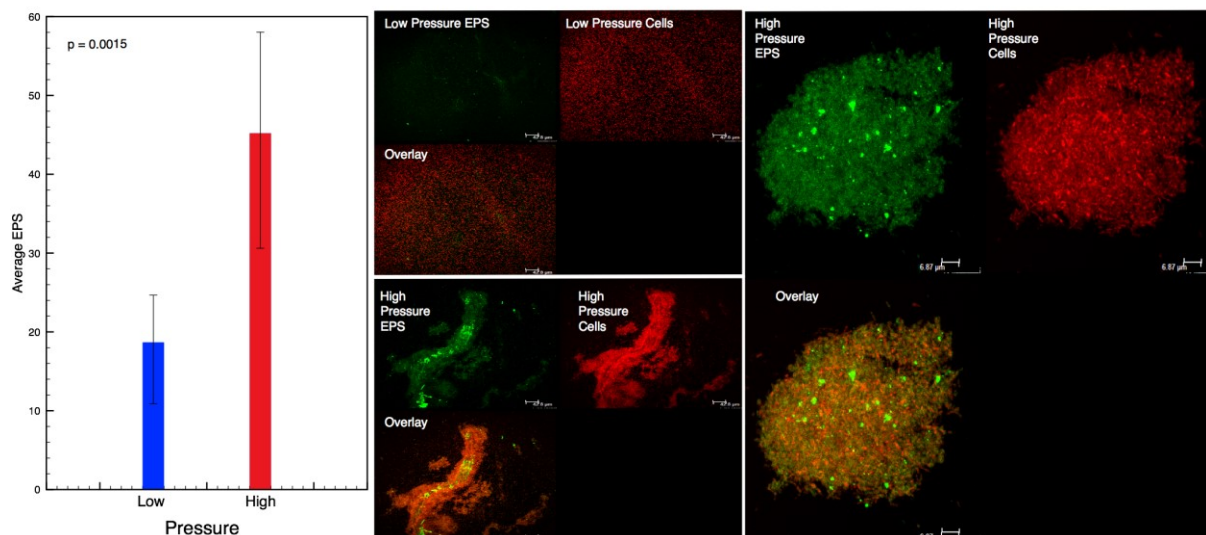 60
50
40
30
20
10
0
Average EPS
p = 0.0015
Low
High
Pressure
Low Pressure EPS
Low Pressure Cells
Overlay
High
Pressure
EPS
High
Pressure
Cells
Overlay
High
Pressure
EPS
6.87 µm
High
Pressure
Cells
6.87 µm
Overlay